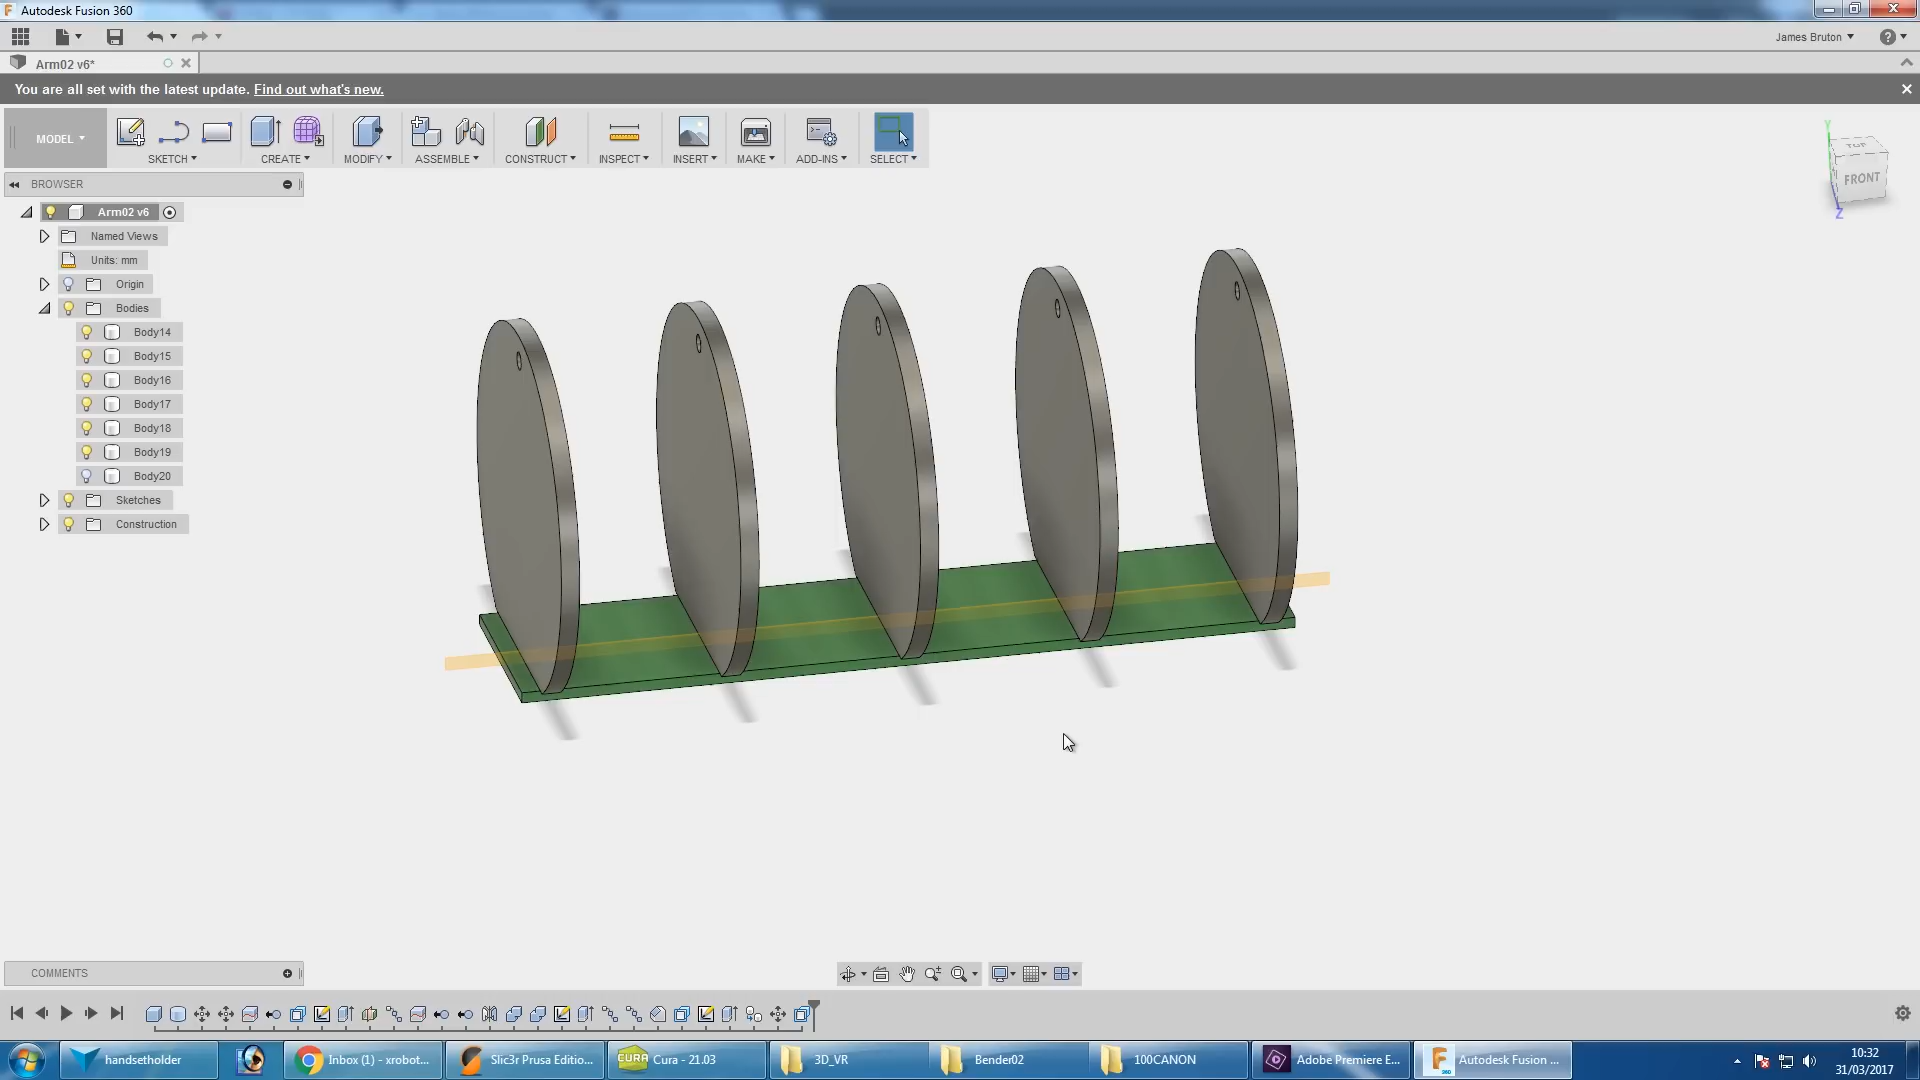 Autodesk Fusion 360
James Bruton
Arm02 v6*
You are all set with the latest update. Find out what's new.
MODEL
SKETCH
CREATE
MODIFY
ASSEMBLE
CONSTRUCT
INSPECT
INSERT
MAKE
ADD-INS
SELECT
Y
TOP
FRONT
Z
BROWSER
Arm02 v6
Named Views
Units: mm
Origin
Bodies
Body14
Body15
Body16
Body17
Body18
Body19
Body20
Sketches
Construction
COMMENTS
handsetholder
Inbox (1) - xrobot...
Slic3r Prusa Editio...
CURA
Cura - 21.03
3D_VR
Bender02
100CANON
Adobe Premiere E...
Autodesk Fusion ...
10:32
31/03/2017